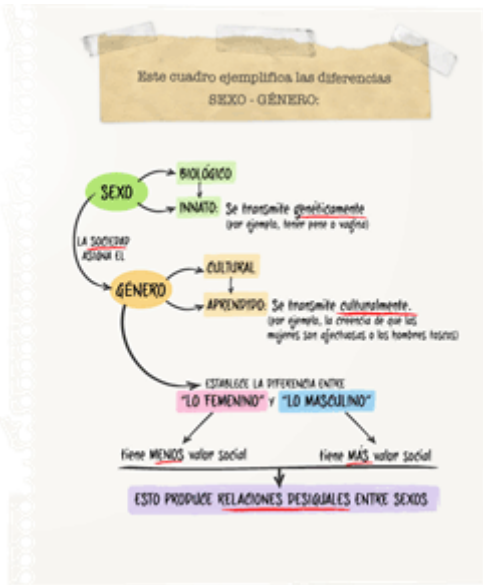 Este cuadro ejemplifica las diferencias
SEXO - GÉNERO:
SEXO
BIOLÓGICO
INNATO: Se transmite genéticamente
(por ejemplo, tener pene o vagina)
LA SOCIEDAD
ASIGNA EL
GÉNERO
CULTURAL
APRENDIDO: Se transmite culturalmente.
(por ejemplo, la creencia de que las
mujeres son afectuosas o los hombres toscos)
ESTABLECE LA DIFERENCIA ENTRE
"LO FEMENINO" Y "LO MASCULINO"
tiene MENOS valor social
tiene MÁS valor social
ESTO PRODUCE RELACIONES DESIGUALES ENTRE SEXOS